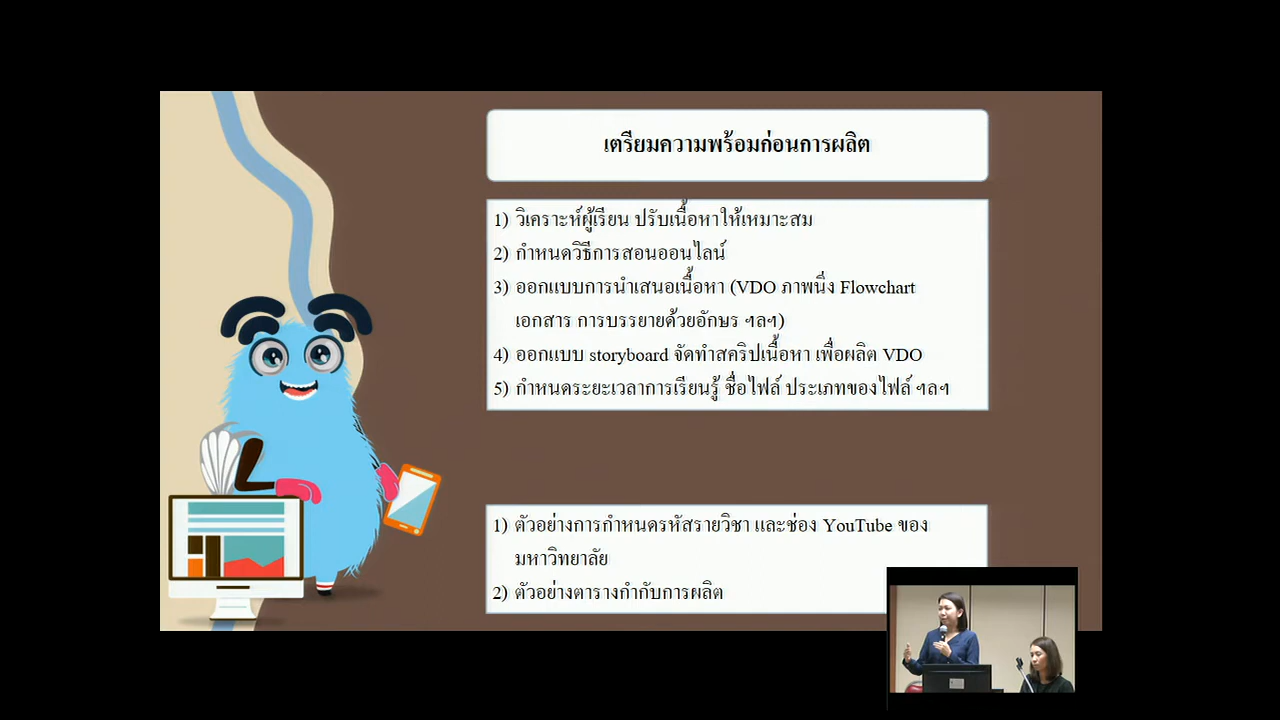 เตรียมความพร้อมก่อนการผลิต
1) วิเคราะห์ผู้เรียน ปรับเนื้อหาให้เหมาะสม
2) กำหนดวิธีการสอนออนไลน์
3) ออกแบบการนำเสนอเนื้อหา (VDO ภาพนิ่ง Flowchart
เอกสาร การบรรยายด้วยอักษร ฯลฯ)
4) ออกแบบ storyboard จัดทำสคริปเนื้อหา เพื่อผลิต VDO
5) กำหนดระยะเวลาการเรียนรู้ ชื่อไฟล์ ประเภทของไฟล์ ฯลฯ
1) ตัวอย่างการกำหนดรหัสรายวิชา และช่อง YouTube ของ
มหาวิทยาลัย
2) ตัวอย่างตารางกำกับการผลิต